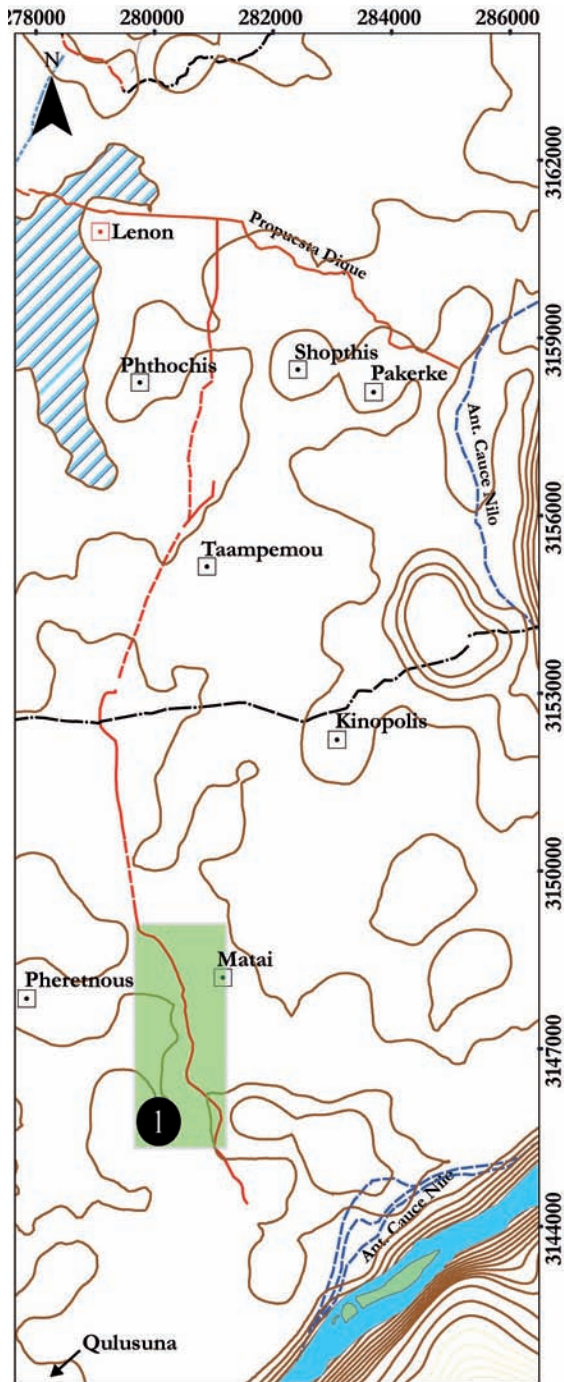 278000 280000 282000 284000 286000
N
3162000
Lenon
Propuesta Dique
3159000
Phthochis
Shopthis
Pakerke
Ant. Cauce Nilo
3156000
Taampemou
3153000
Kinopolis
3150000
Matai
Pheretnous
3147000
1
3144000
Ant. Cauce Nilo
Qulusuna